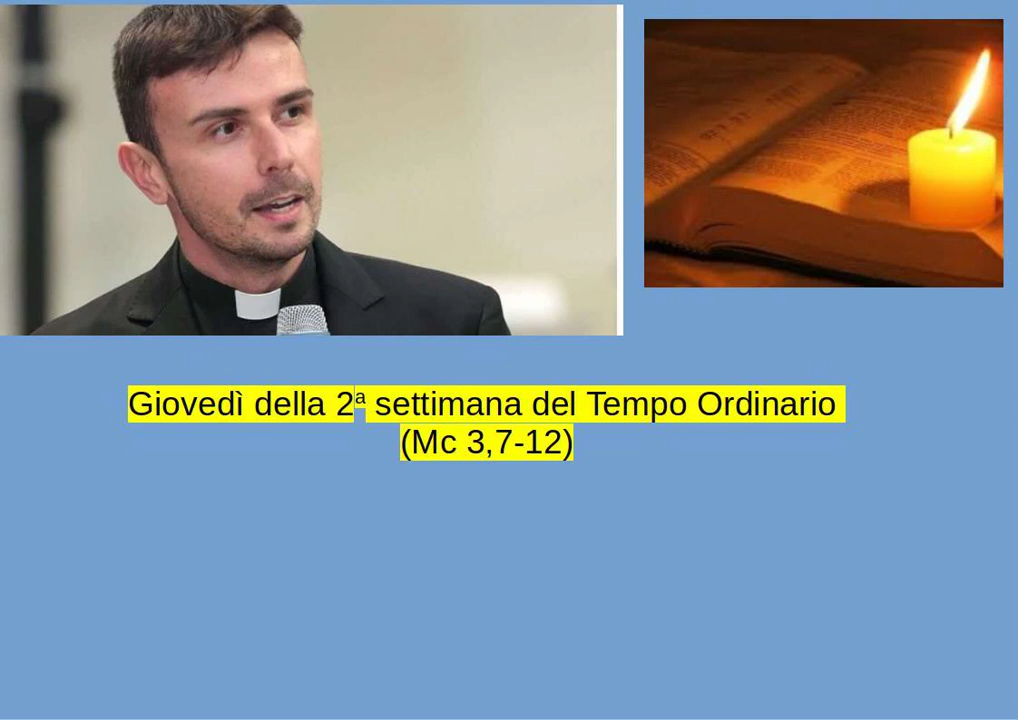 Giovedì della 2ª settimana del Tempo Ordinario
(Mc 3,7-12)